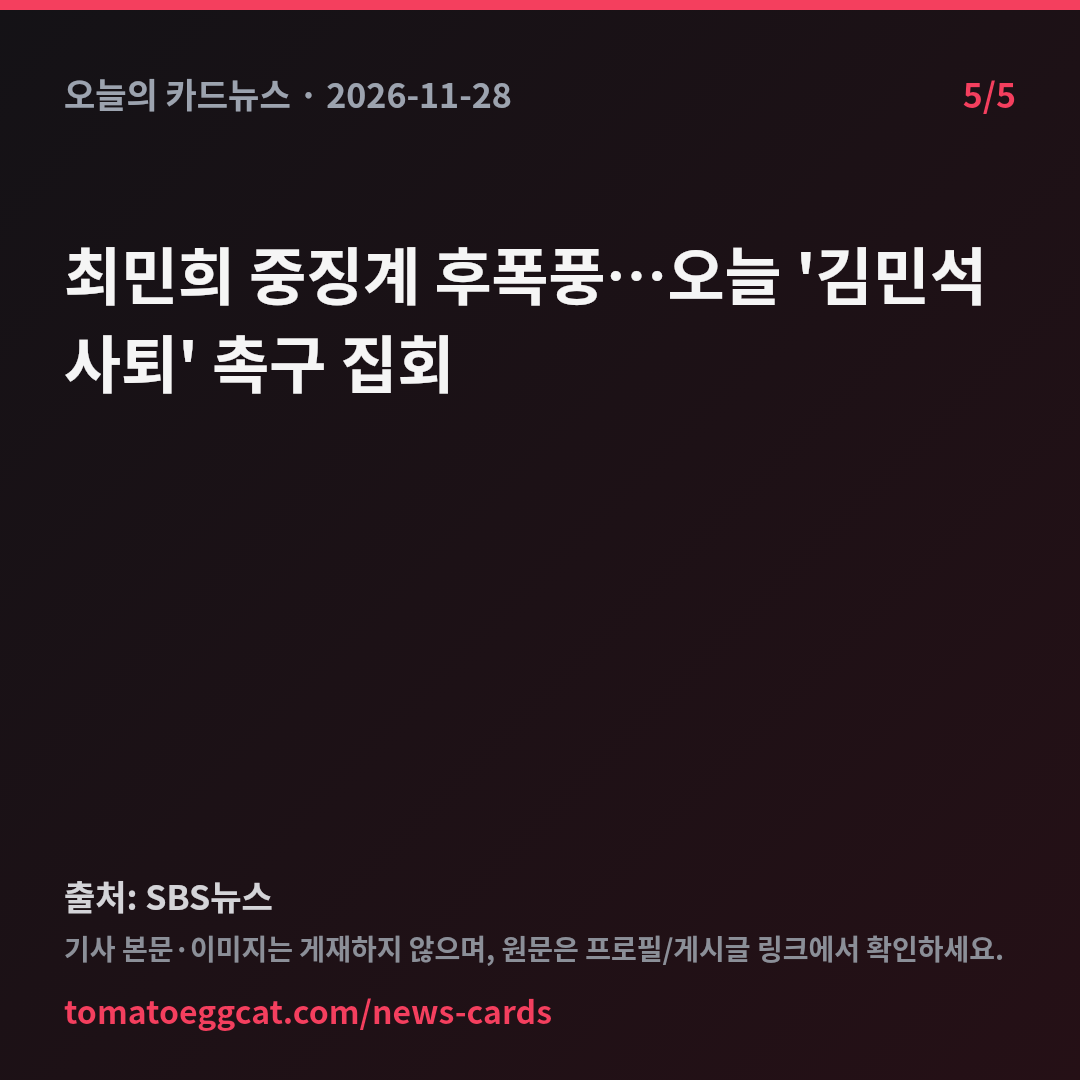 오늘의 카드뉴스 · 2026-11-28
5/5
최민희 중징계 후폭풍…오늘 '김민석
사퇴' 촉구 집회
출처: SBS뉴스
기사 본문·이미지는 게재하지 않으며, 원문은 프로필/게시글 링크에서 확인하세요.
tomatoeggcat.com/news-cards